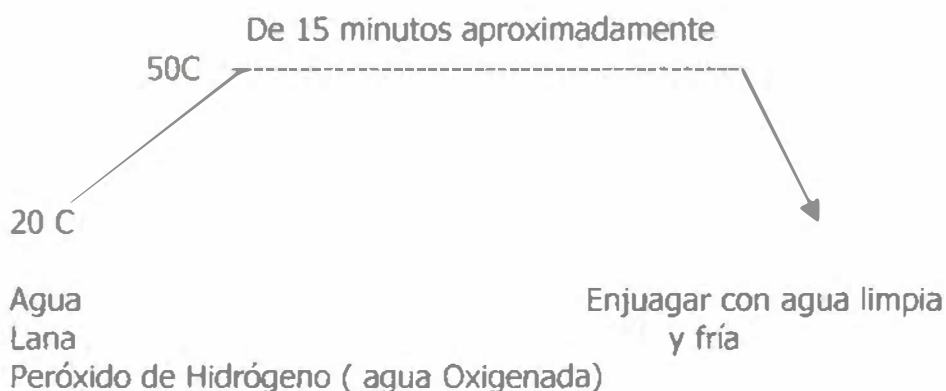 De 15 minutos aproximadamente
50C
20 C
Agua
Lana
Peróxido de Hidrógeno ( agua Oxigenada)
Enjuagar con agua limpia
y fría